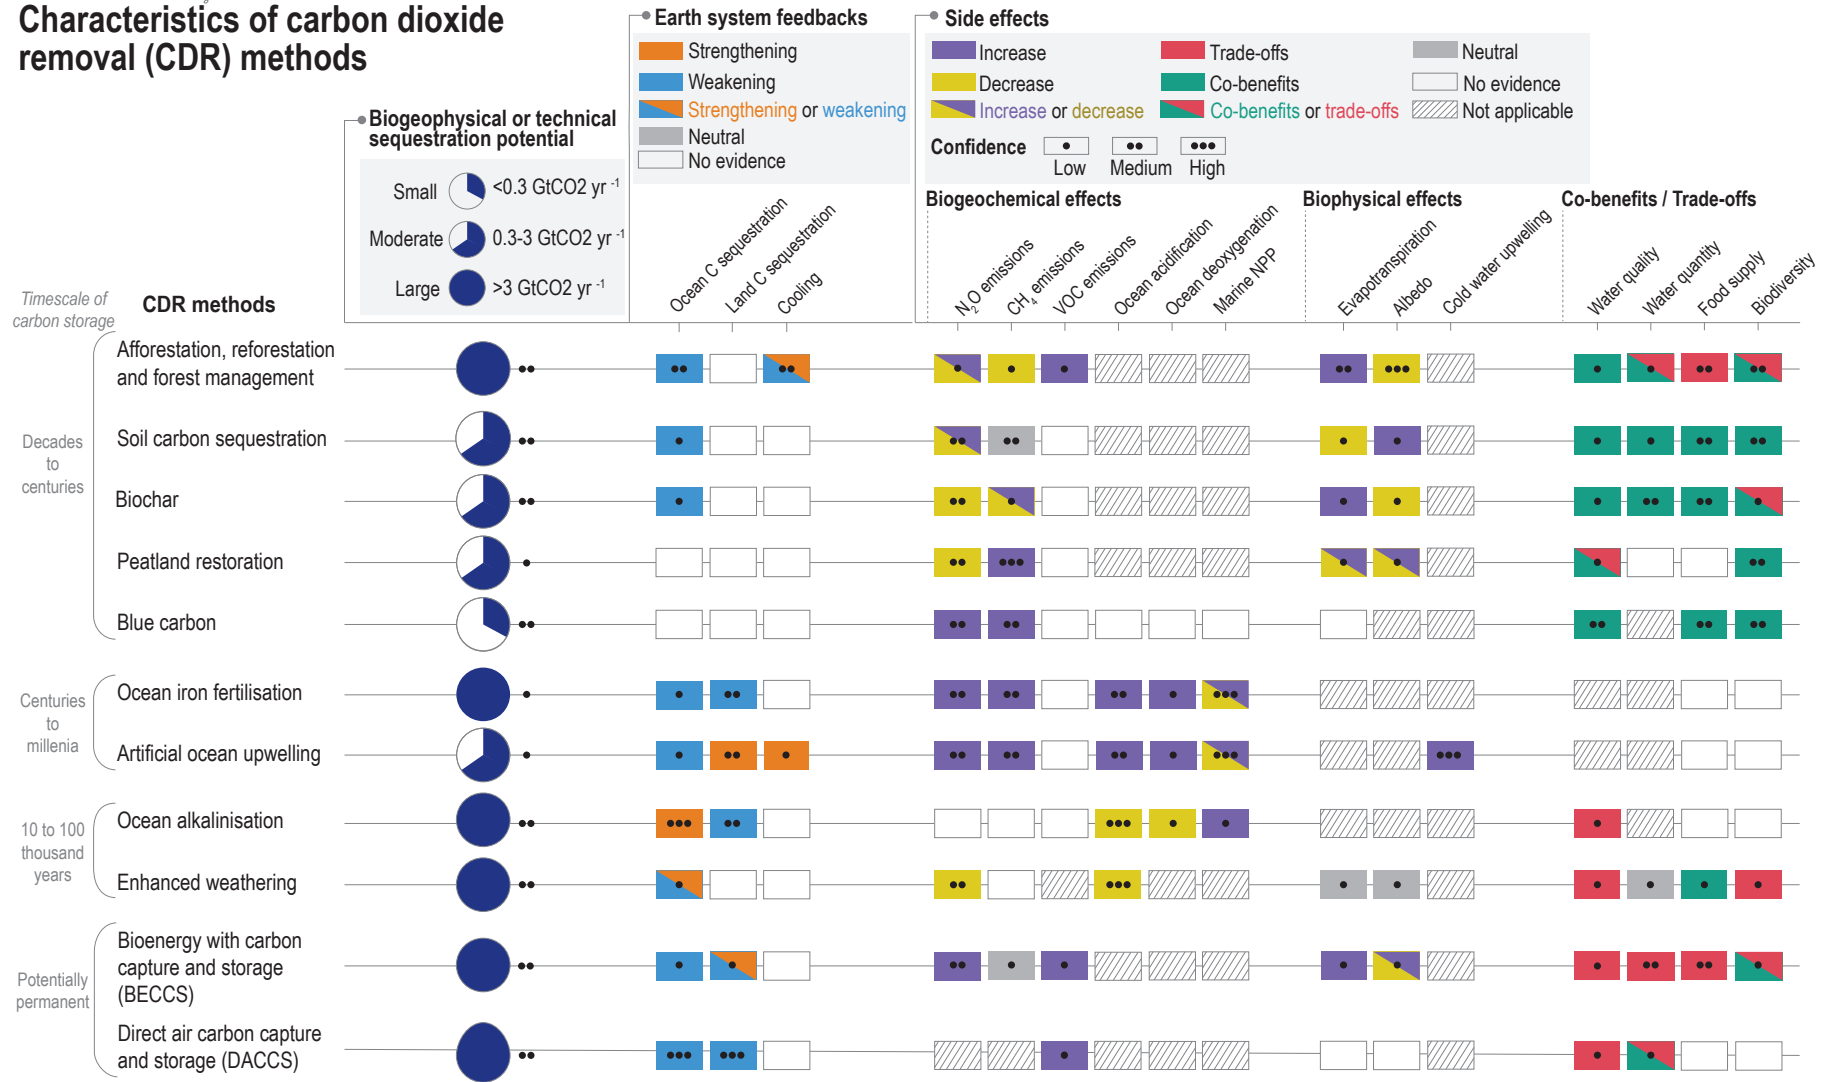 Characteristics of carbon dioxide
removal (CDR) methods
Biogeophysical or technical
sequestration potential
Small <0.3 GtCO2 yr -1
Moderate 0.3-3 GtCO2 yr -1
Large >3 GtCO2 yr -1
Earth system feedbacks
Strengthening
Weakening
Strengthening or weakening
Neutral
No evidence
Side effects
Increase Trade-offs Neutral
Decrease Co-benefits No evidence
Increase or decrease Co-benefits or trade-offs Not applicable
Confidence
Low Medium High
Biogeochemical effects Biophysical effects Co-benefits / Trade-offs
Ocean C sequestration
Land C sequestration
Cooling
N2O emissions
CH4 emissions
VOC emissions
Ocean acidification
Ocean deoxygenation
Marine NPP
Evapotranspiration
Albedo
Cold water upwelling
Water quality
Water quantity
Food supply
Biodiversity
Timescale of
carbon storage
CDR methods
Decades
to
centuries
Afforestation, reforestation
and forest management
Soil carbon sequestration
Biochar
Peatland restoration
Blue carbon
Centuries
to
millenia
Ocean iron fertilisation
Artificial ocean upwelling
10 to 100
thousand
years
Ocean alkalinisation
Enhanced weathering
Potentially
permanent
Bioenergy with carbon
capture and storage
(BECCS)
Direct air carbon capture
and storage (DACCS)